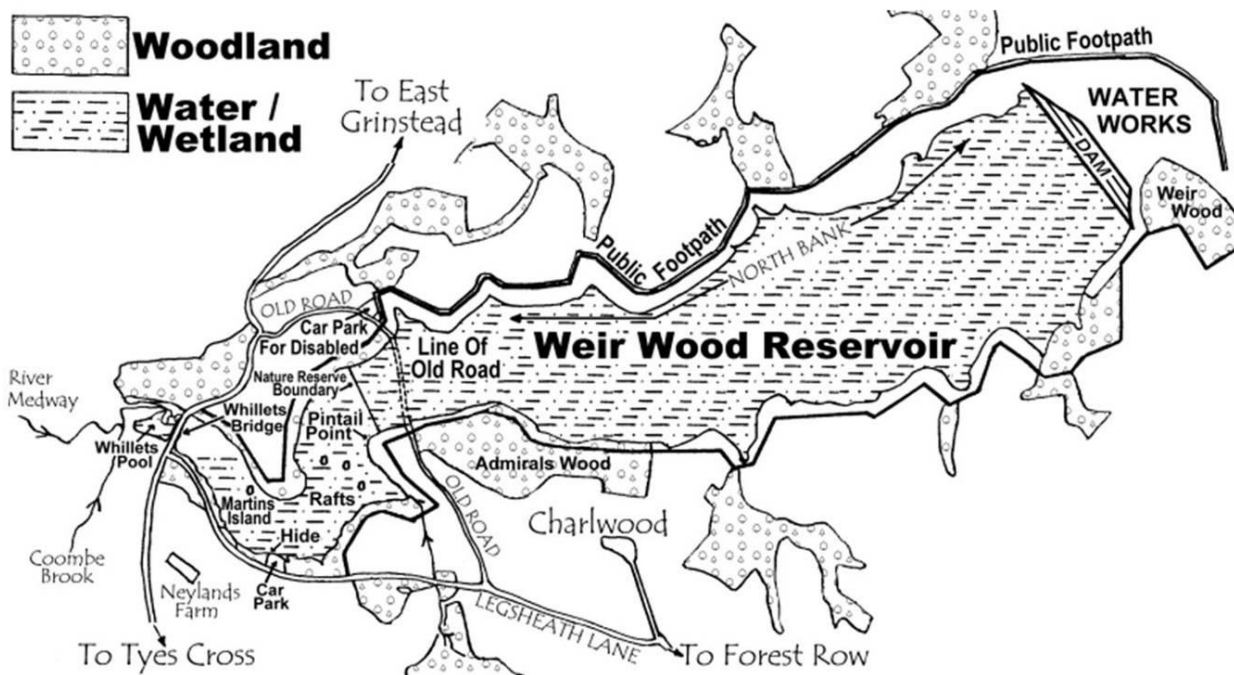 Woodland
Water /
Wetland
To East
Grinstead
Public Footpath
WATER
WORKS
DAM
Weir
Wood
Public Footpath
NORTH BANK
OLD ROAD
Car Park
For Disabled
Line Of
Old Road
Weir Wood Reservoir
Nature Reserve
Boundary
River
Medway
Whillets
Bridge
Pintail
Point
Whillets
Pool
Admirals Wood
Martins
Island
Rafts
OLD ROAD
Charlwood
Hide
Coombe
Brook
Neylands
Farm
Car
Park
LEGSHEATH LANE
To Tyes Cross
To Forest Row